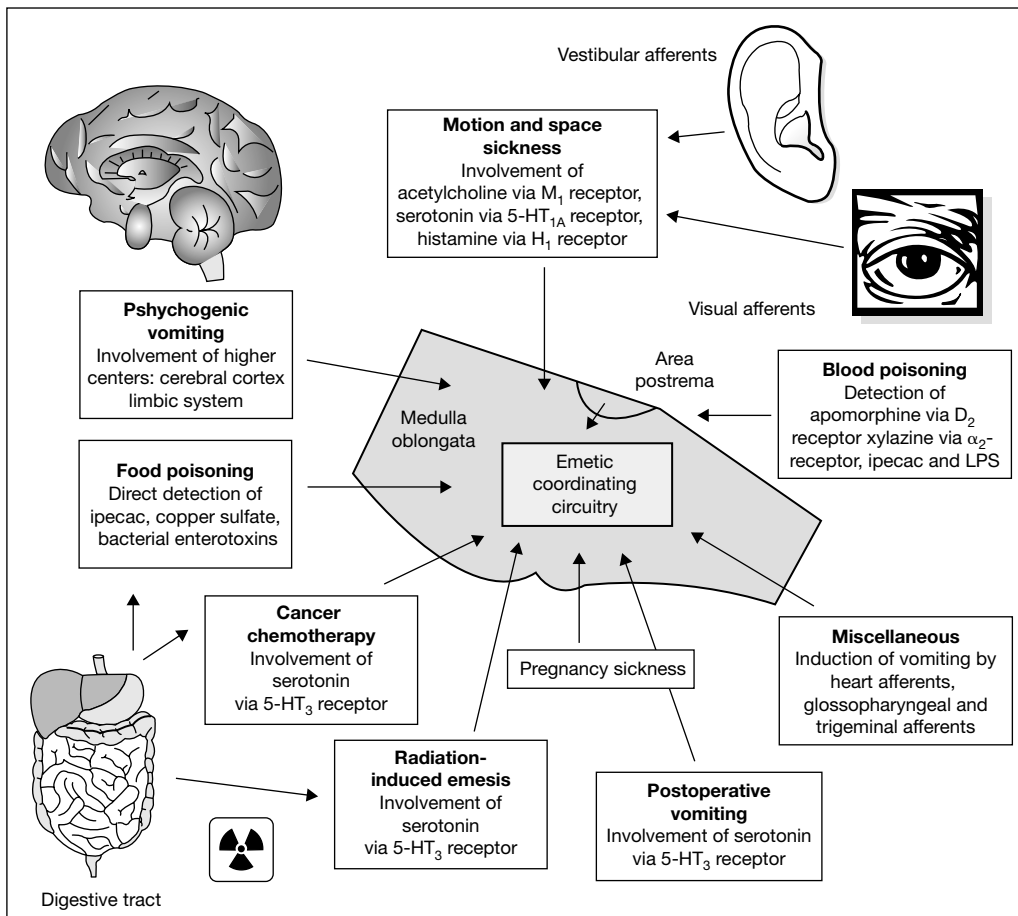 Vestibular afferents
Motion and space
sickness
Involvement of
acetylcholine via M₁ receptor,
serotonin via 5-HT₁A receptor,
histamine via H₁ receptor
Visual afferents
Pshychogenic
vomiting
Involvement of higher
centers: cerebral cortex
limbic system
Area
postrema
Blood poisoning
Detection of
apomorphine via D₂
receptor xylazine via α₂-
receptor, ipecac and LPS
Medulla
oblongata
Food poisoning
Direct detection of
ipecac, copper sulfate,
bacterial enterotoxins
Emetic
coordinating
circuitry
Cancer
chemotherapy
Involvement of
serotonin
via 5-HT₃ receptor
Pregnancy sickness
Miscellaneous
Induction of vomiting by
heart afferents,
glossopharyngeal and
trigeminal afferents
Radiation-
induced emesis
Involvement of
serotonin
via 5-HT₃ receptor
Postoperative
vomiting
Involvement of serotonin
via 5-HT₃ receptor
Digestive tract